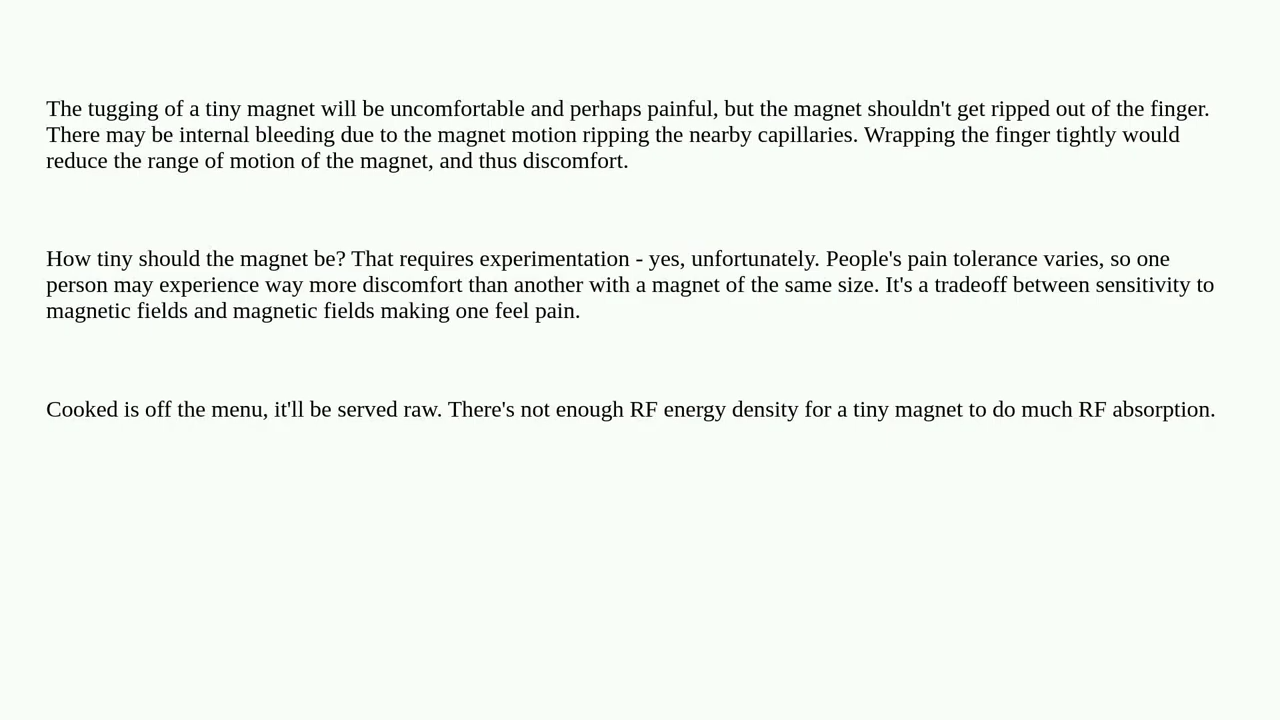 The tugging of a tiny magnet will be uncomfortable and perhaps painful, but the magnet shouldn't get ripped out of the finger.
There may be internal bleeding due to the magnet motion ripping the nearby capillaries. Wrapping the finger tightly would
reduce the range of motion of the magnet, and thus discomfort.
How tiny should the magnet be? That requires experimentation - yes, unfortunately. People's pain tolerance varies, so one
person may experience way more discomfort than another with a magnet of the same size. It's a tradeoff between sensitivity to
magnetic fields and magnetic fields making one feel pain.
Cooked is off the menu, it'll be served raw. There's not enough RF energy density for a tiny magnet to do much RF absorption.